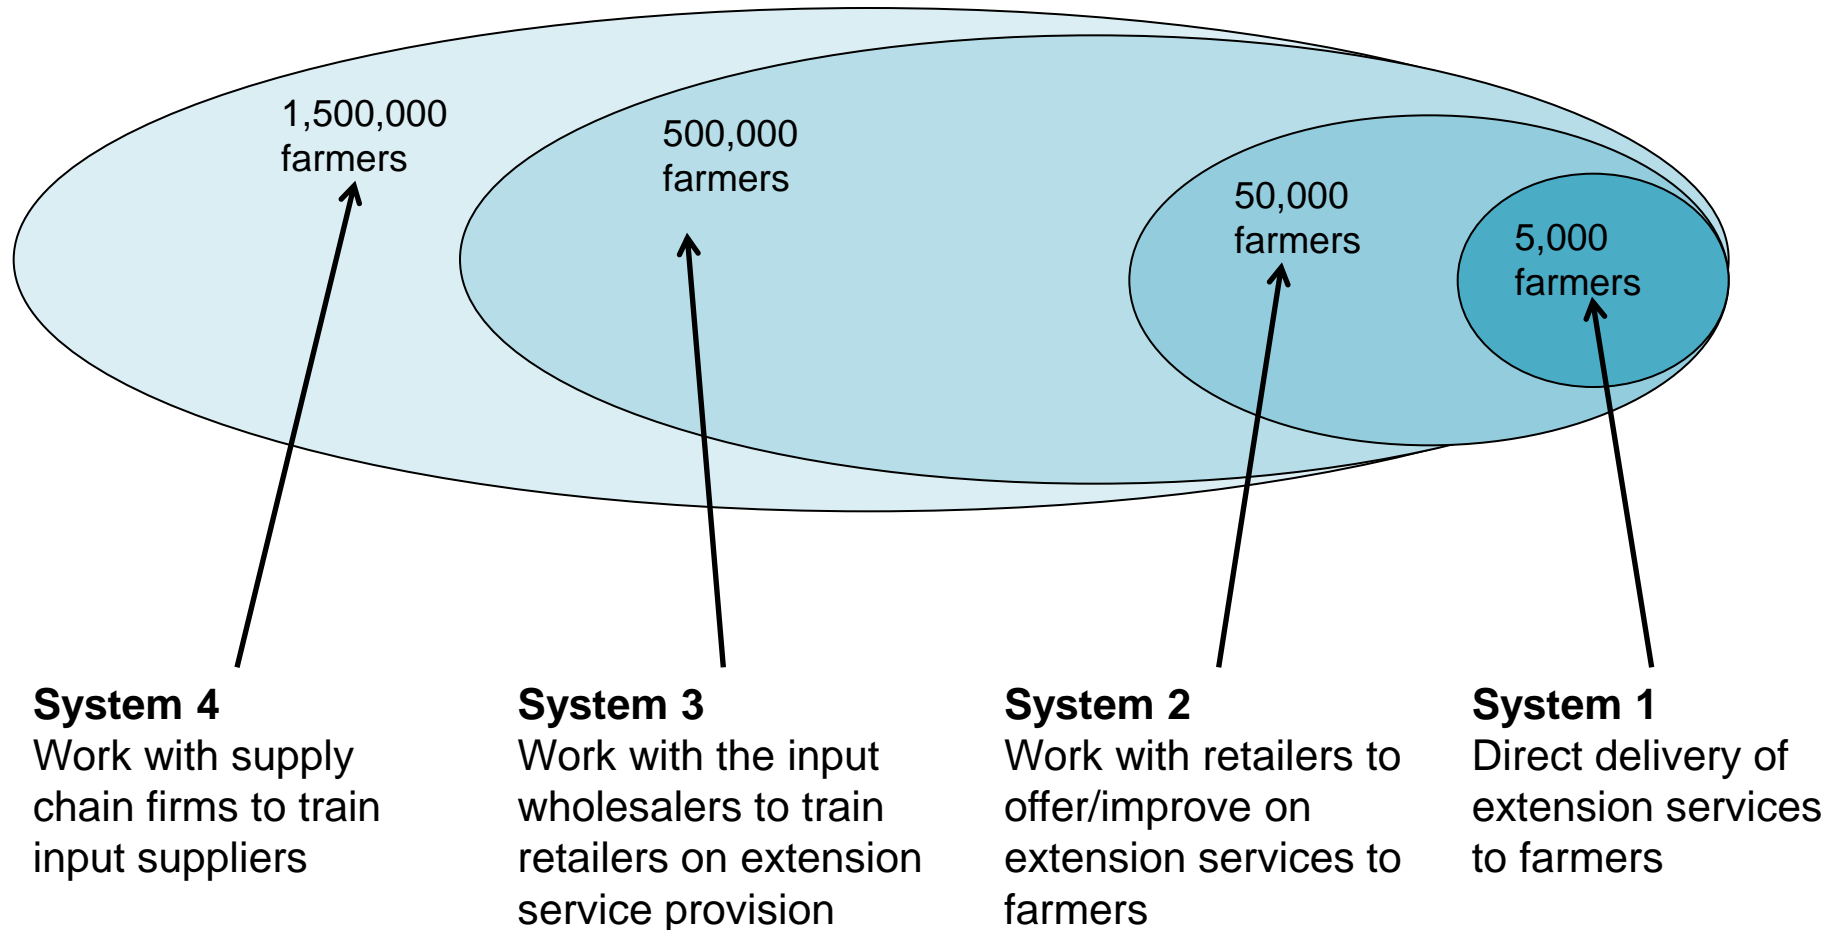 1,500,000
farmers
500,000
farmers
50,000
farmers
5,000
farmers
System 4
Work with supply
chain firms to train
input suppliers
System 3
Work with the input
wholesalers to train
retailers on extension
service provision
System 2
Work with retailers to
offer/improve on
extension services to
farmers
System 1
Direct delivery of
extension services
to farmers